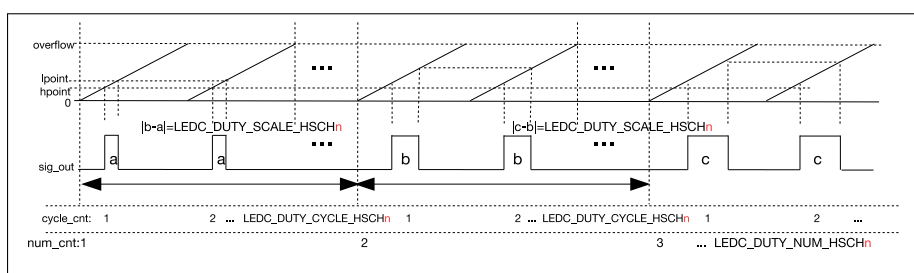 overflow
lpoint
hpoint
0
|b-a|=LEDC_DUTY_SCALE_HSCHn
|c-b|=LEDC_DUTY_SCALE_HSCHn
sig_out
a a b b c c
cycle_cnt: 1 2 ... LEDC_DUTY_CYCLE_HSCHn 1 2 ... LEDC_DUTY_CYCLE_HSCHn 1 2 ...
num_cnt:1 2 3 ... LEDC_DUTY_NUM_HSCHn